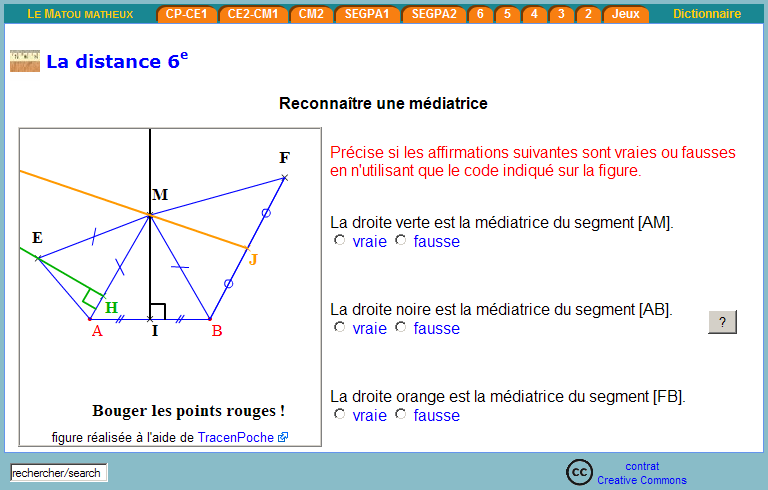 LE MATOU MATHEUX CP-CE1 CE2-CM1 CM2 SEGPA1 SEGPA2 6 5 4 3 2 Jeux Dictionnaire
La distance 6e
Reconnaître une médiatrice
F
M
E
J
H
A I B
Bouger les points rouges !
figure réalisée à l'aide de TracenPoche
Précise si les affirmations suivantes sont vraies ou fausses
en n'utilisant que le code indiqué sur la figure.
La droite verte est la médiatrice du segment [AM].
vraie fausse
La droite noire est la médiatrice du segment [AB].
vraie fausse
?
La droite orange est la médiatrice du segment [FB].
vraie fausse
rechercher/search
cc
contrat
Creative Commons